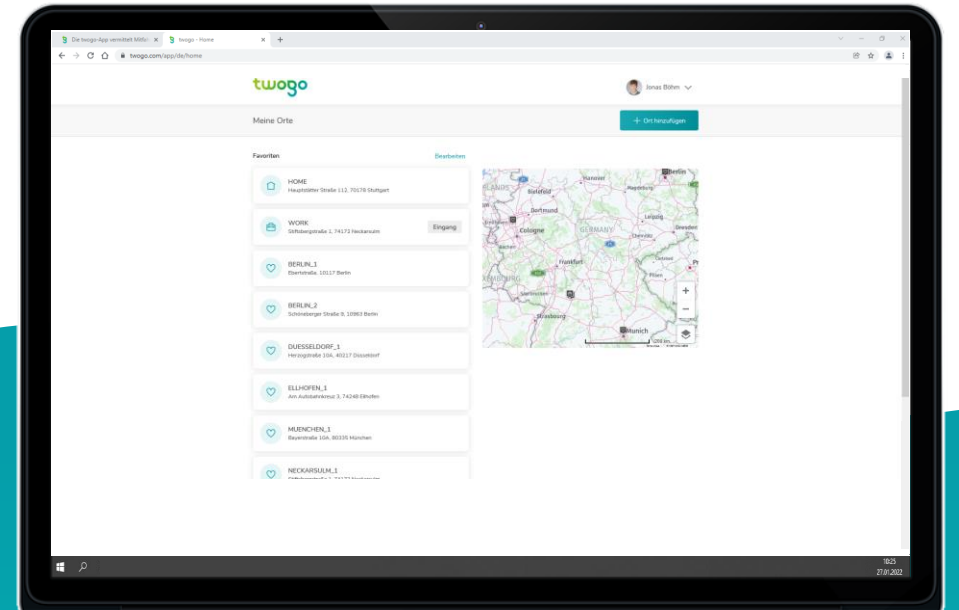 Die twogo-App vermittelt Mitfa
twogo - Home
twogo.com/app/de/home
twogo
Jonas Böhm
Meine Orte
+ Ort hinzufügen
Favoriten
Bearbeiten
HOME
Hauptstätter Straße 112, 70178 Stuttgart
WORK
Stiftsbergstraße 1, 74172 Neckarsulm
Eingang
BERLIN_1
Ebertstraße, 10117 Berlin
BERLIN_2
Schöneberger Straße 9, 10963 Berlin
DUESSELDORF_1
Herzogstraße 10A, 40217 Düsseldorf
ELLHOFEN_1
Am Autobahnkreuz 3, 74248 Ellhofen
MUENCHEN_1
Bayerstraße 10A, 80335 München
NECKARSULM_1
Berlin
Hannover
Bielefeld
Magdeburg
Dortmund
Leipzig
Cologne
GERMANY
Dresden
Chemnitz
Aachen
Frankfurt
Pilsen
Saarbrücken
Strasbourg
Munich
+
−
10:25
27.01.2022